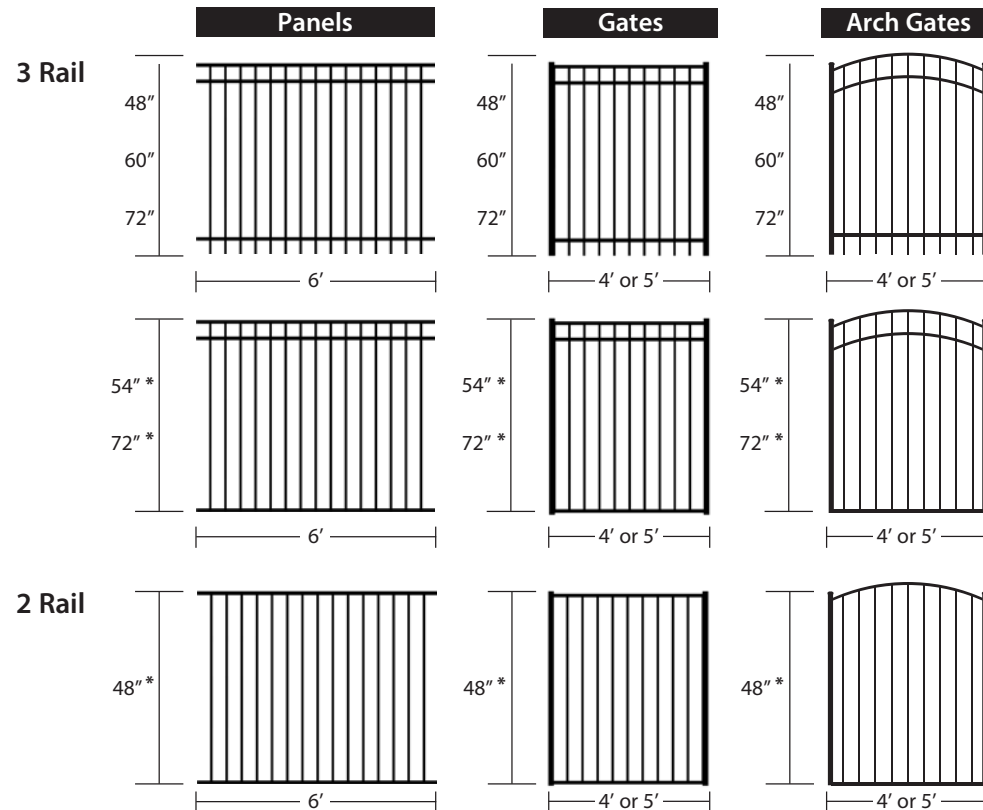 Panels Gates Arch Gates
3 Rail
48″ 48″ 48″
60″ 60″ 60″
72″ 72″ 72″
6′ 4′ or 5′ 4′ or 5′
54″ * 54″ * 54″ *
72″ * 72″ * 72″ *
6′ 4′ or 5′ 4′ or 5′
2 Rail
48″ * 48″ * 48″ *
6′ 4′ or 5′ 4′ or 5′